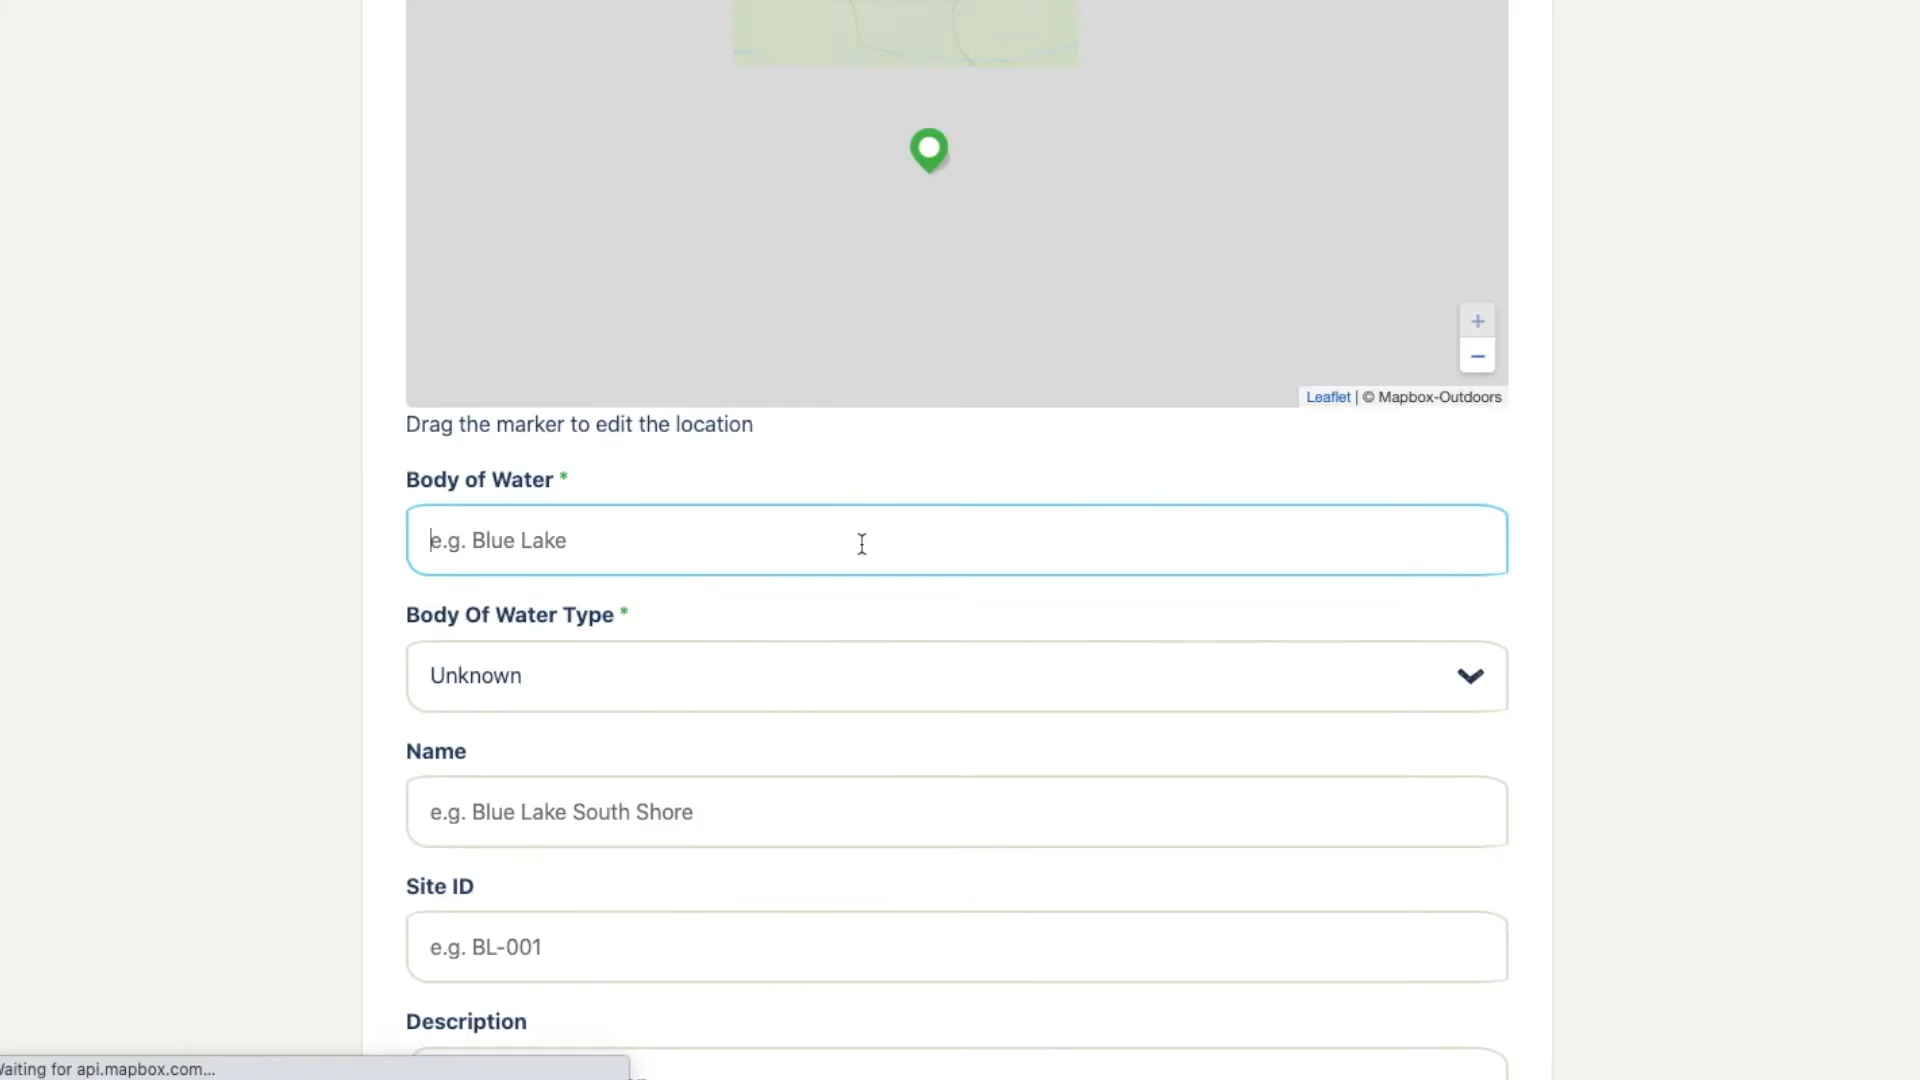 +
−
Leaflet | © Mapbox-Outdoors
Drag the marker to edit the location
Body of Water *
e.g. Blue Lake
Body Of Water Type *
Unknown
Name
e.g. Blue Lake South Shore
Site ID
e.g. BL-001
Description
Waiting for api.mapbox.com...